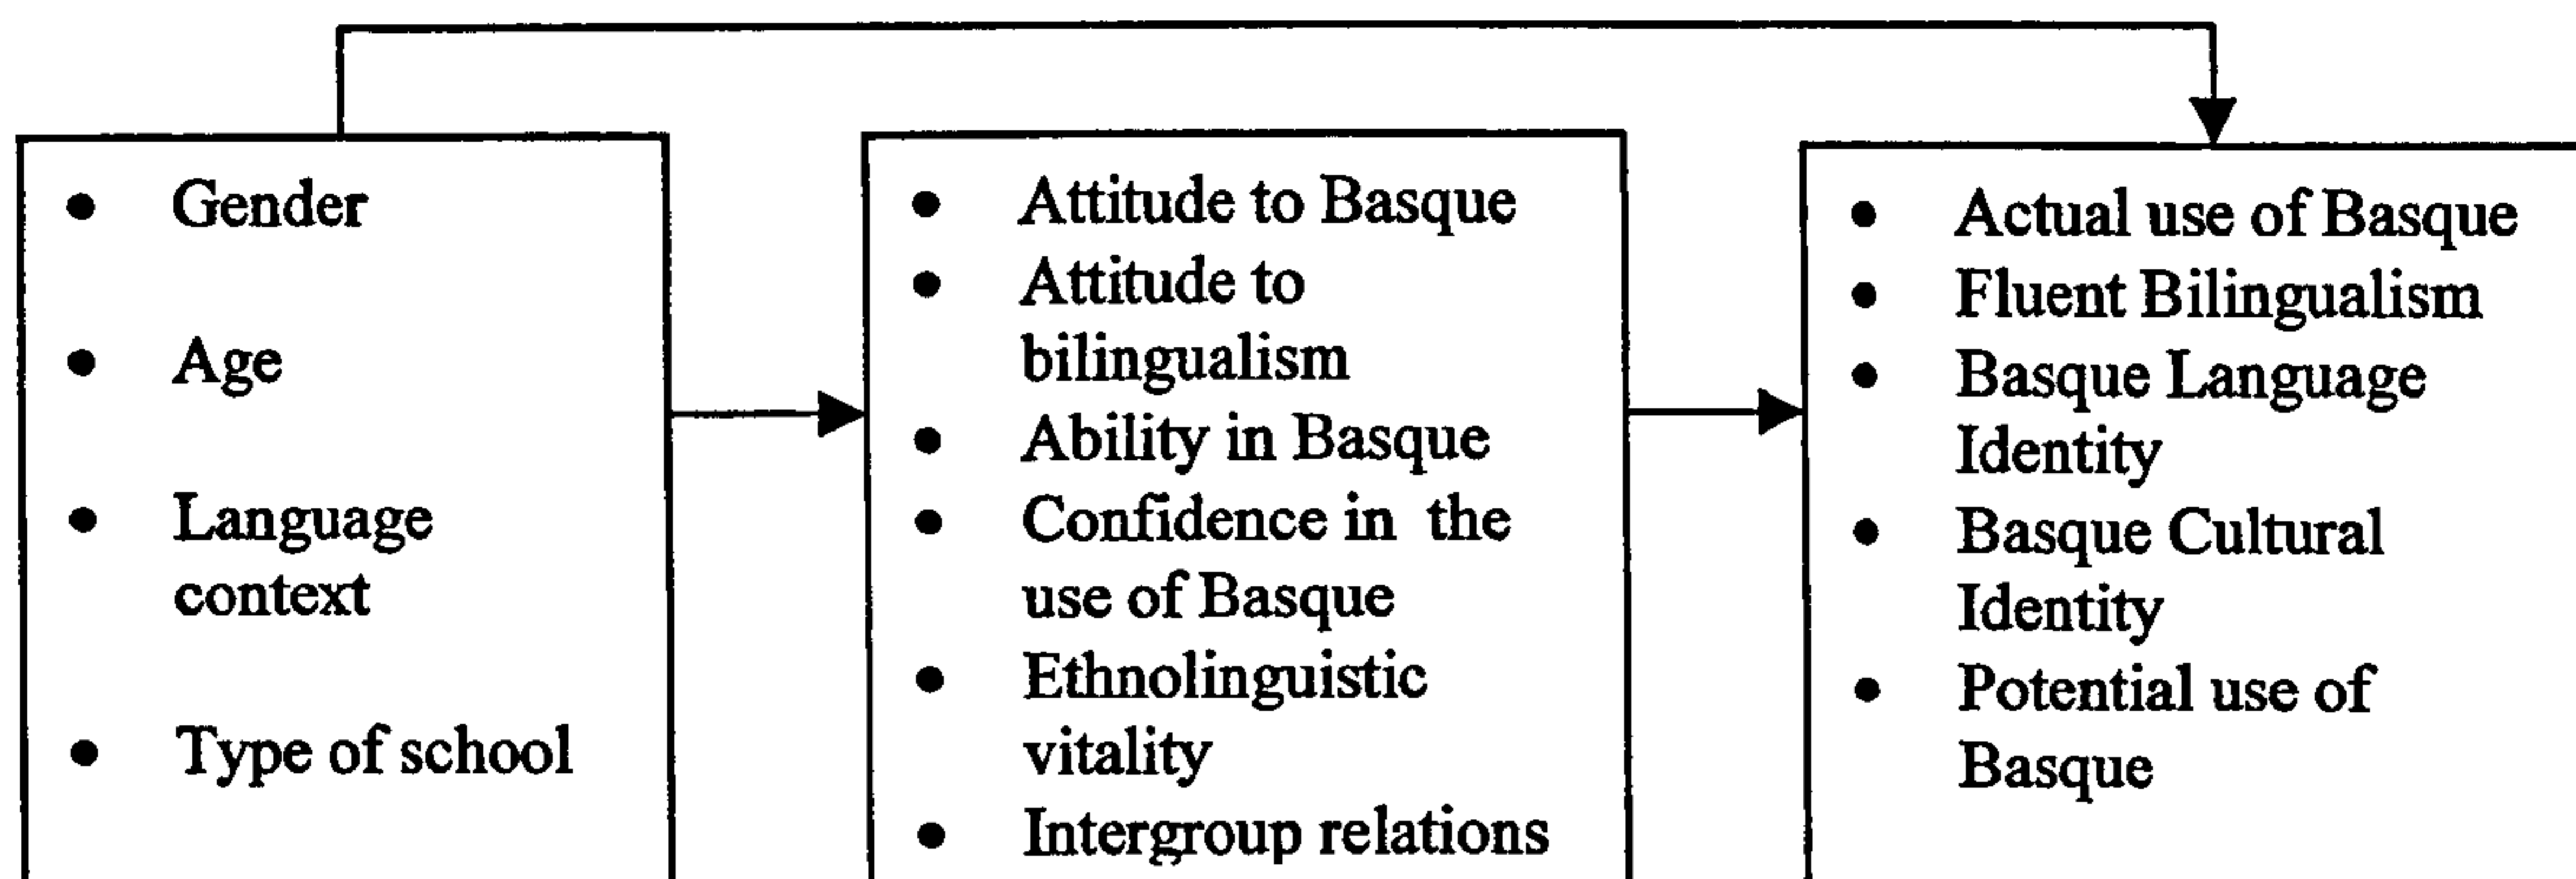 • Gender
• Age
• Language
context
• Type of school
• Attitude to Basque
• Attitude to
bilingualism
• Ability in Basque
• Confidence in the
use of Basque
• Ethnolinguistic
vitality
• Intergroup relations
• Actual use of Basque
• Fluent Bilingualism
• Basque Language
Identity
• Basque Cultural
Identity
• Potential use of
Basque